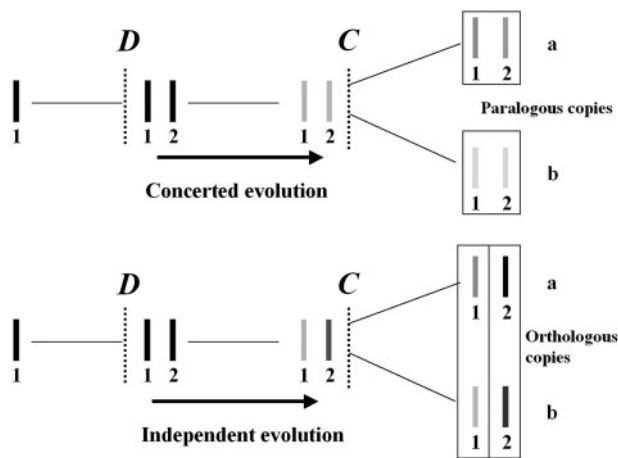 D C
a
1 2
1 1 2 1 2
Paralogous copies
Concerted evolution
b
1 2
D C
a
1 2
1 1 2 1 2
Orthologous
copies
b
Independent evolution
1 2